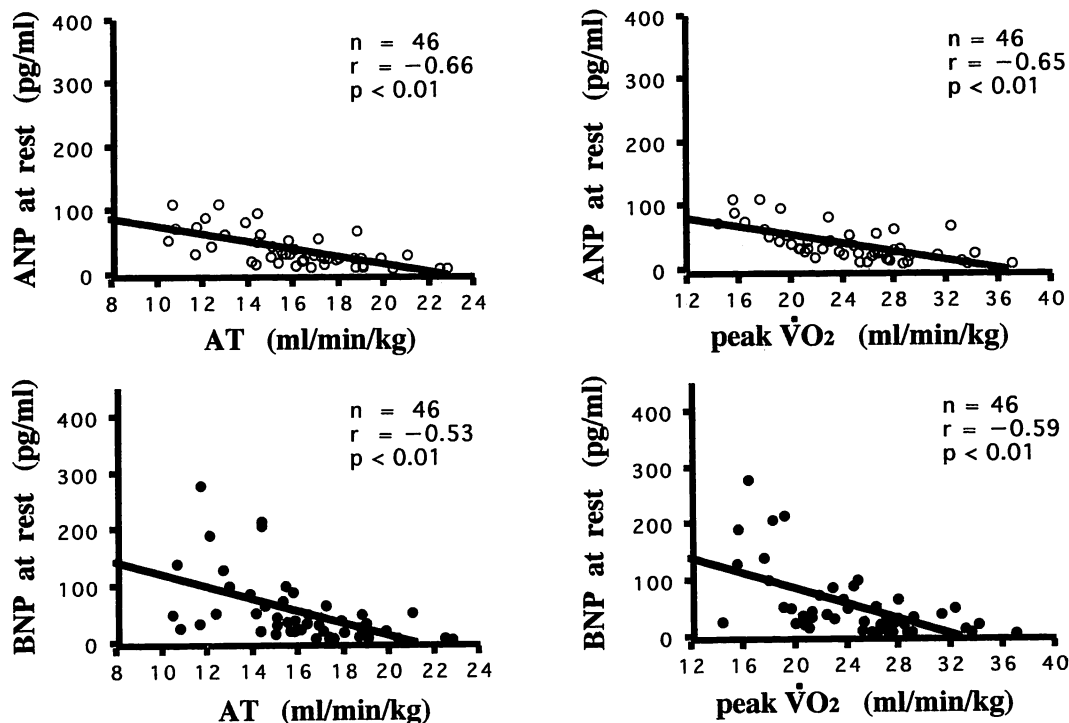 ANP at rest (pg/ml)
400
300
200
100
0
n = 46
r = −0.66
p < 0.01
8 10 12 14 16 18 20 22 24
AT (ml/min/kg)
ANP at rest (pg/ml)
400
300
200
100
0
n = 46
r = −0.65
p < 0.01
12 16 20 24 28 32 36 40
peak V̇O₂ (ml/min/kg)
BNP at rest (pg/ml)
400
300
200
100
0
n = 46
r = −0.53
p < 0.01
8 10 12 14 16 18 20 22 24
AT (ml/min/kg)
BNP at rest (pg/ml)
400
300
200
100
0
n = 46
r = −0.59
p < 0.01
12 16 20 24 28 32 36 40
peak V̇O₂ (ml/min/kg)